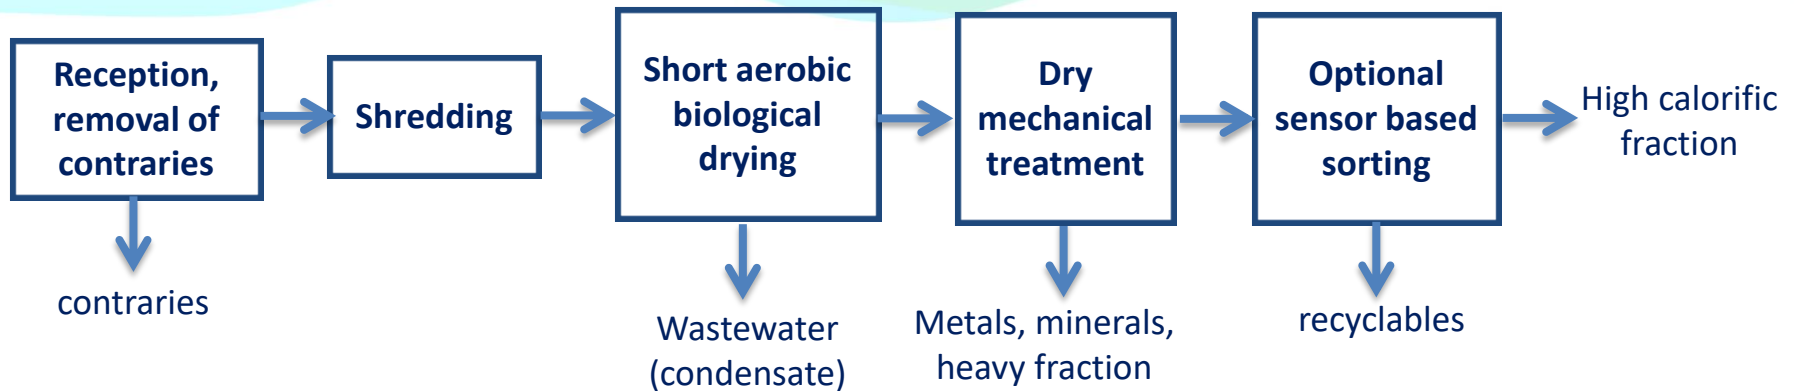 Reception,
removal of
contraries
Shredding
Short aerobic
biological
drying
Dry
mechanical
treatment
Optional
sensor based
sorting
High calorific
fraction
contraries
Wastewater
(condensate)
Metals, minerals,
heavy fraction
recyclables